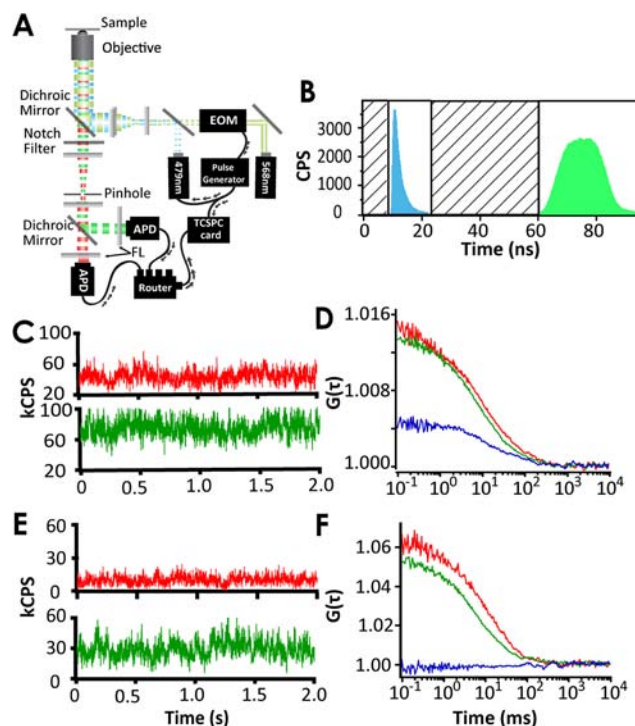 A
Sample
Objective
Dichroic
Mirror
Notch
Filter
Pinhole
Dichroic
Mirror
EOM
Pulse
Generator
479nm
568nm
TCSPC
card
APD
FL
APD
Router
B
CPS
3000
2000
1000
0
0 20 40 60 80
Time (ns)
C
kCPS
100
60
20
100
60
20
0 0.5 1.0 1.5 2.0
D
G(τ)
1.016
1.008
1.000
10⁻¹ 10⁰ 10¹ 10² 10³ 10⁴
E
kCPS
60
30
0
60
30
0
0 0.5 1.0 1.5 2.0
Time (s)
F
G(τ)
1.06
1.04
1.02
1.00
10⁻¹ 10⁰ 10¹ 10² 10³ 10⁴
Time (ms)